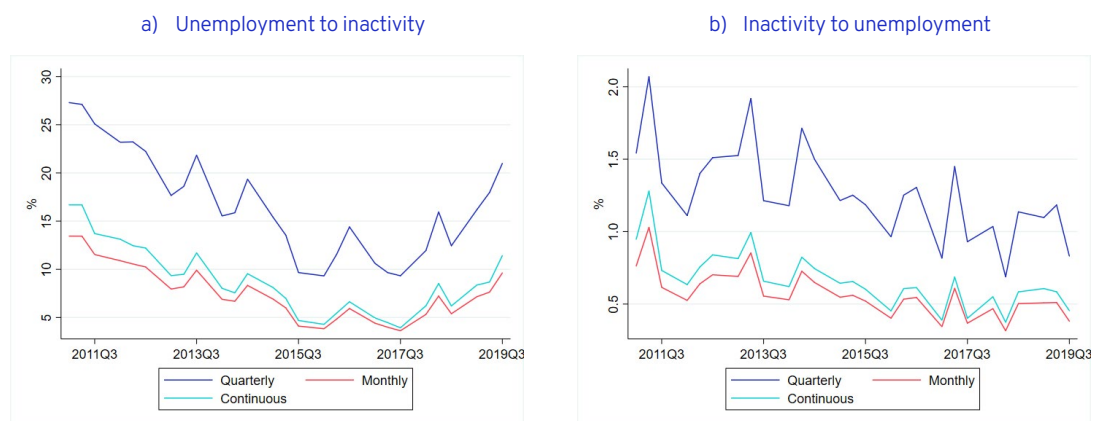 a) Unemployment to inactivity
30
25
20
15
10
5
%
2011Q3 2013Q3 2015Q3 2017Q3 2019Q3
Quarterly Monthly
Continuous
b) Inactivity to unemployment
2.0
1.5
1.0
0.5
%
2011Q3 2013Q3 2015Q3 2017Q3 2019Q3
Quarterly Monthly
Continuous